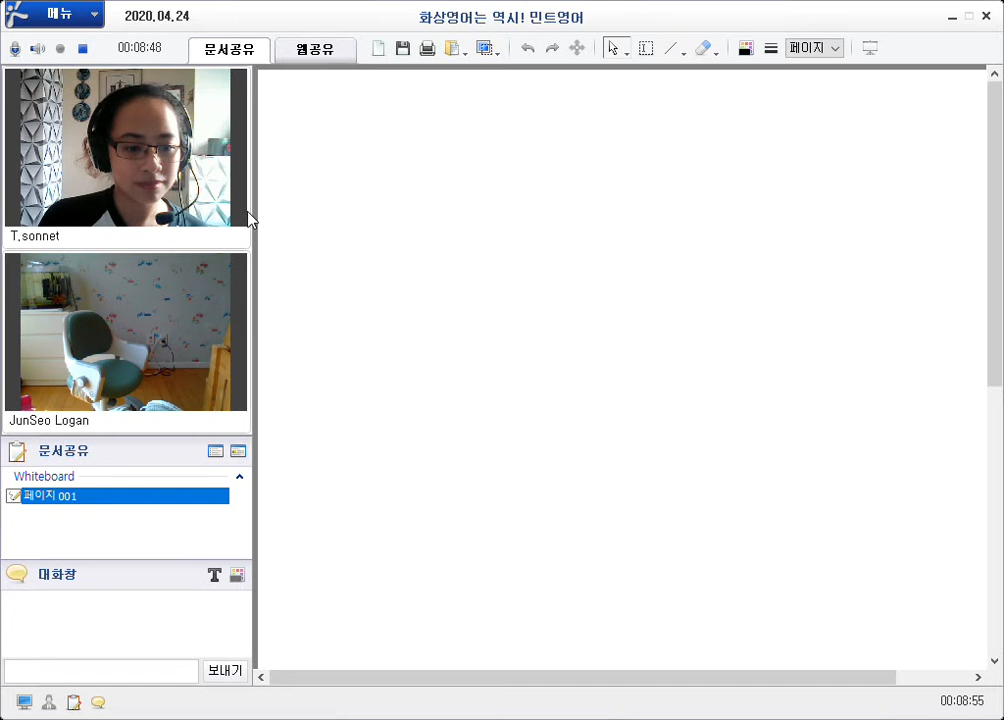 메뉴
2020.04.24
화상영어는 역시! 민트영어
00:08:48
문서공유
웹공유
페이지
T.sonnet
JunSeo Logan
문서공유
Whiteboard
페이지 001
대화창
T
보내기
00:08:55